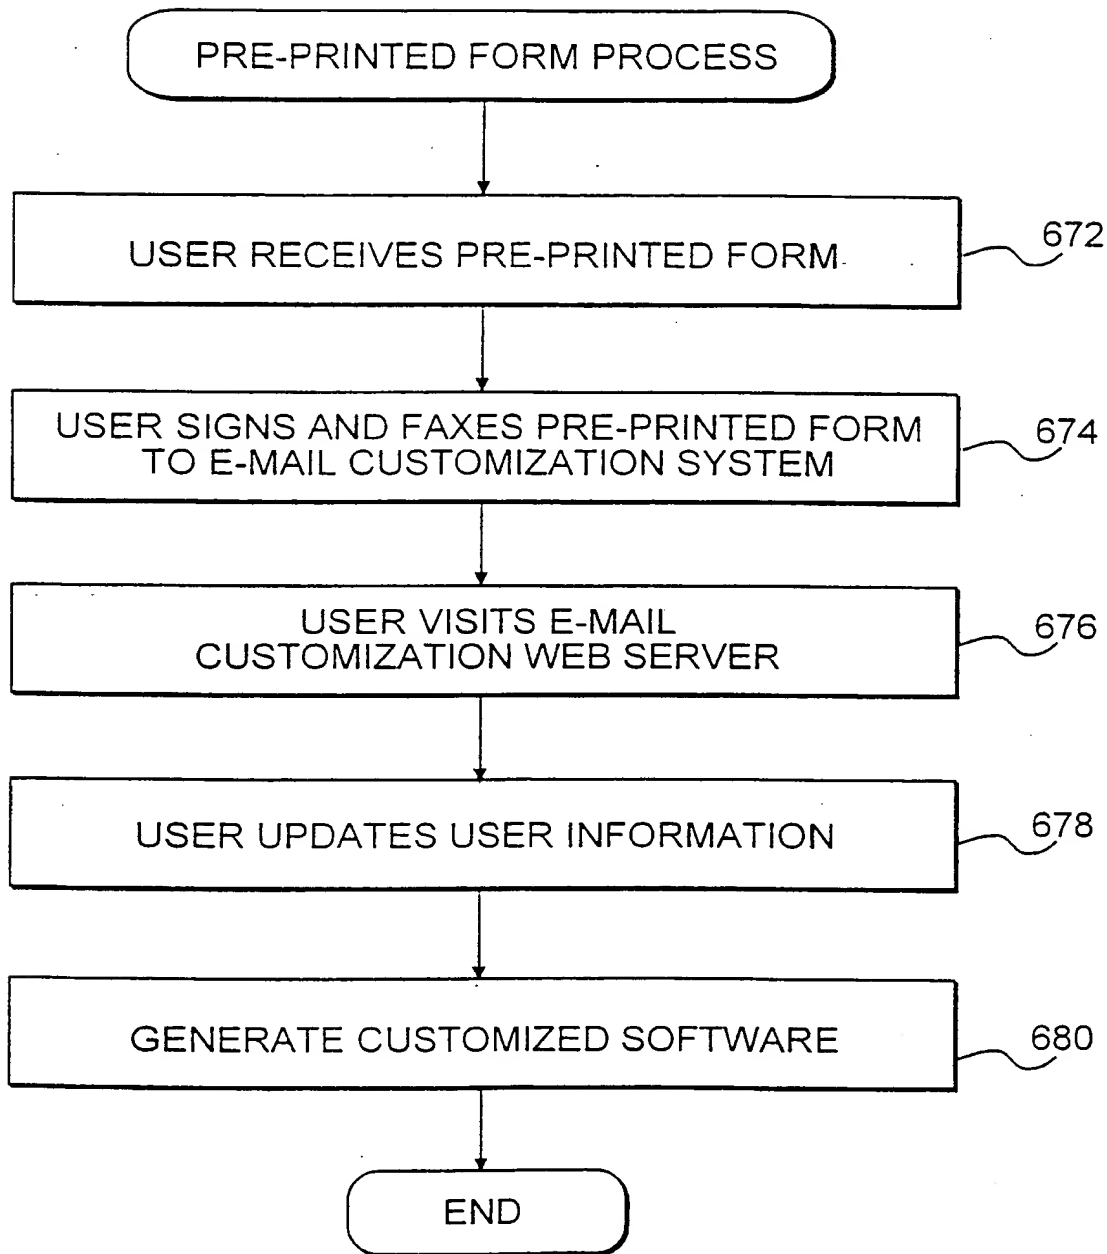 PRE-PRINTED FORM PROCESS
USER RECEIVES PRE-PRINTED FORM
672
USER SIGNS AND FAXES PRE-PRINTED FORM
TO E-MAIL CUSTOMIZATION SYSTEM
674
USER VISITS E-MAIL
CUSTOMIZATION WEB SERVER
676
USER UPDATES USER INFORMATION
678
GENERATE CUSTOMIZED SOFTWARE
680
END